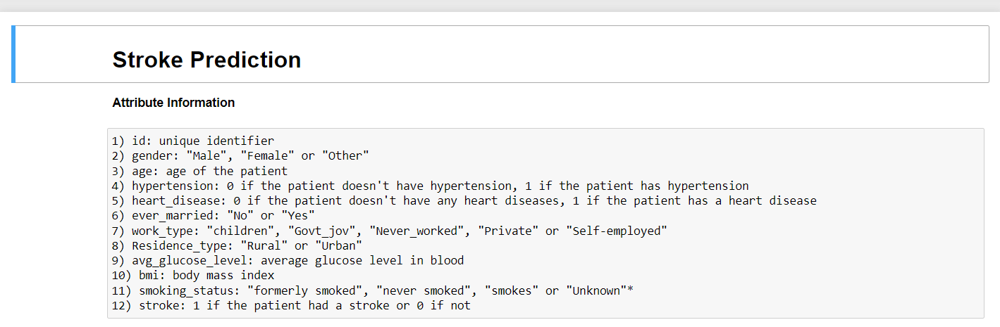 Stroke Prediction
Attribute Information
1) id: unique identifier
2) gender: "Male", "Female" or "Other"
3) age: age of the patient
4) hypertension: 0 if the patient doesn't have hypertension, 1 if the patient has hypertension
5) heart_disease: 0 if the patient doesn't have any heart diseases, 1 if the patient has a heart disease
6) ever_married: "No" or "Yes"
7) work_type: "children", "Govt_jov", "Never_worked", "Private" or "Self-employed"
8) Residence_type: "Rural" or "Urban"
9) avg_glucose_level: average glucose level in blood
10) bmi: body mass index
11) smoking_status: "formerly smoked", "never smoked", "smokes" or "Unknown"*
12) stroke: 1 if the patient had a stroke or 0 if not